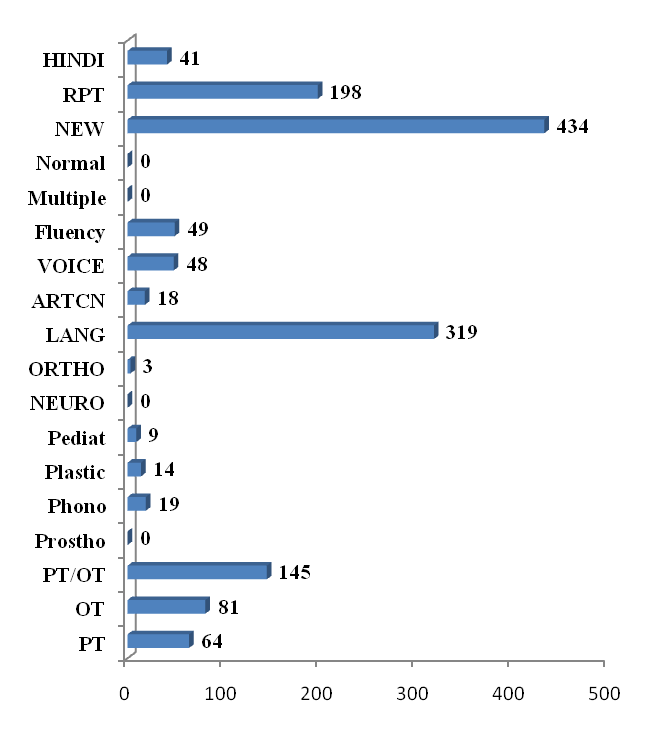 HINDI 41
RPT 198
NEW 434
Normal 0
Multiple 0
Fluency 49
VOICE 48
ARTCN 18
LANG 319
ORTHO 3
NEURO 0
Pediat 9
Plastic 14
Phono 19
Prostho 0
PT/OT 145
OT 81
PT 64
0 100 200 300 400 500